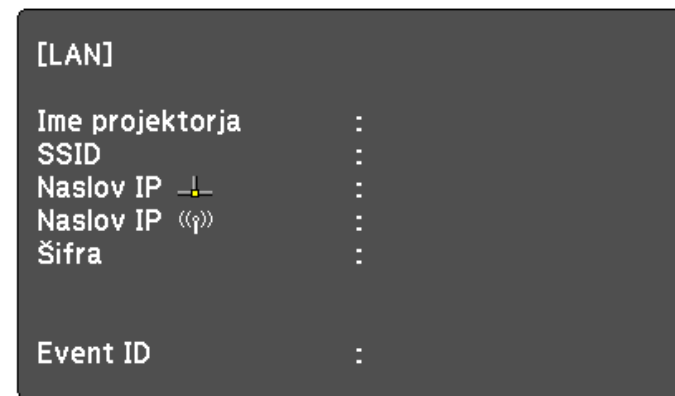 [LAN]
Ime projektorja :
SSID :
Naslov IP :
Naslov IP :
Šifra :
Event ID :